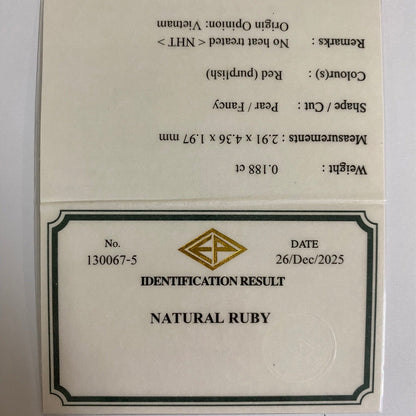 Weight : 0.188 ct
Measurements : 2.91 x 4.36 x 1.97 mm
Shape / Cut : Pear / Fancy
Colour(s) : Red (purplish)
Remarks : No heat treated < NHT >
Origin Opinion: Vietnam
EP
No. DATE
130067-5 26/Dec/2025
IDENTIFICATION RESULT
NATURAL RUBY